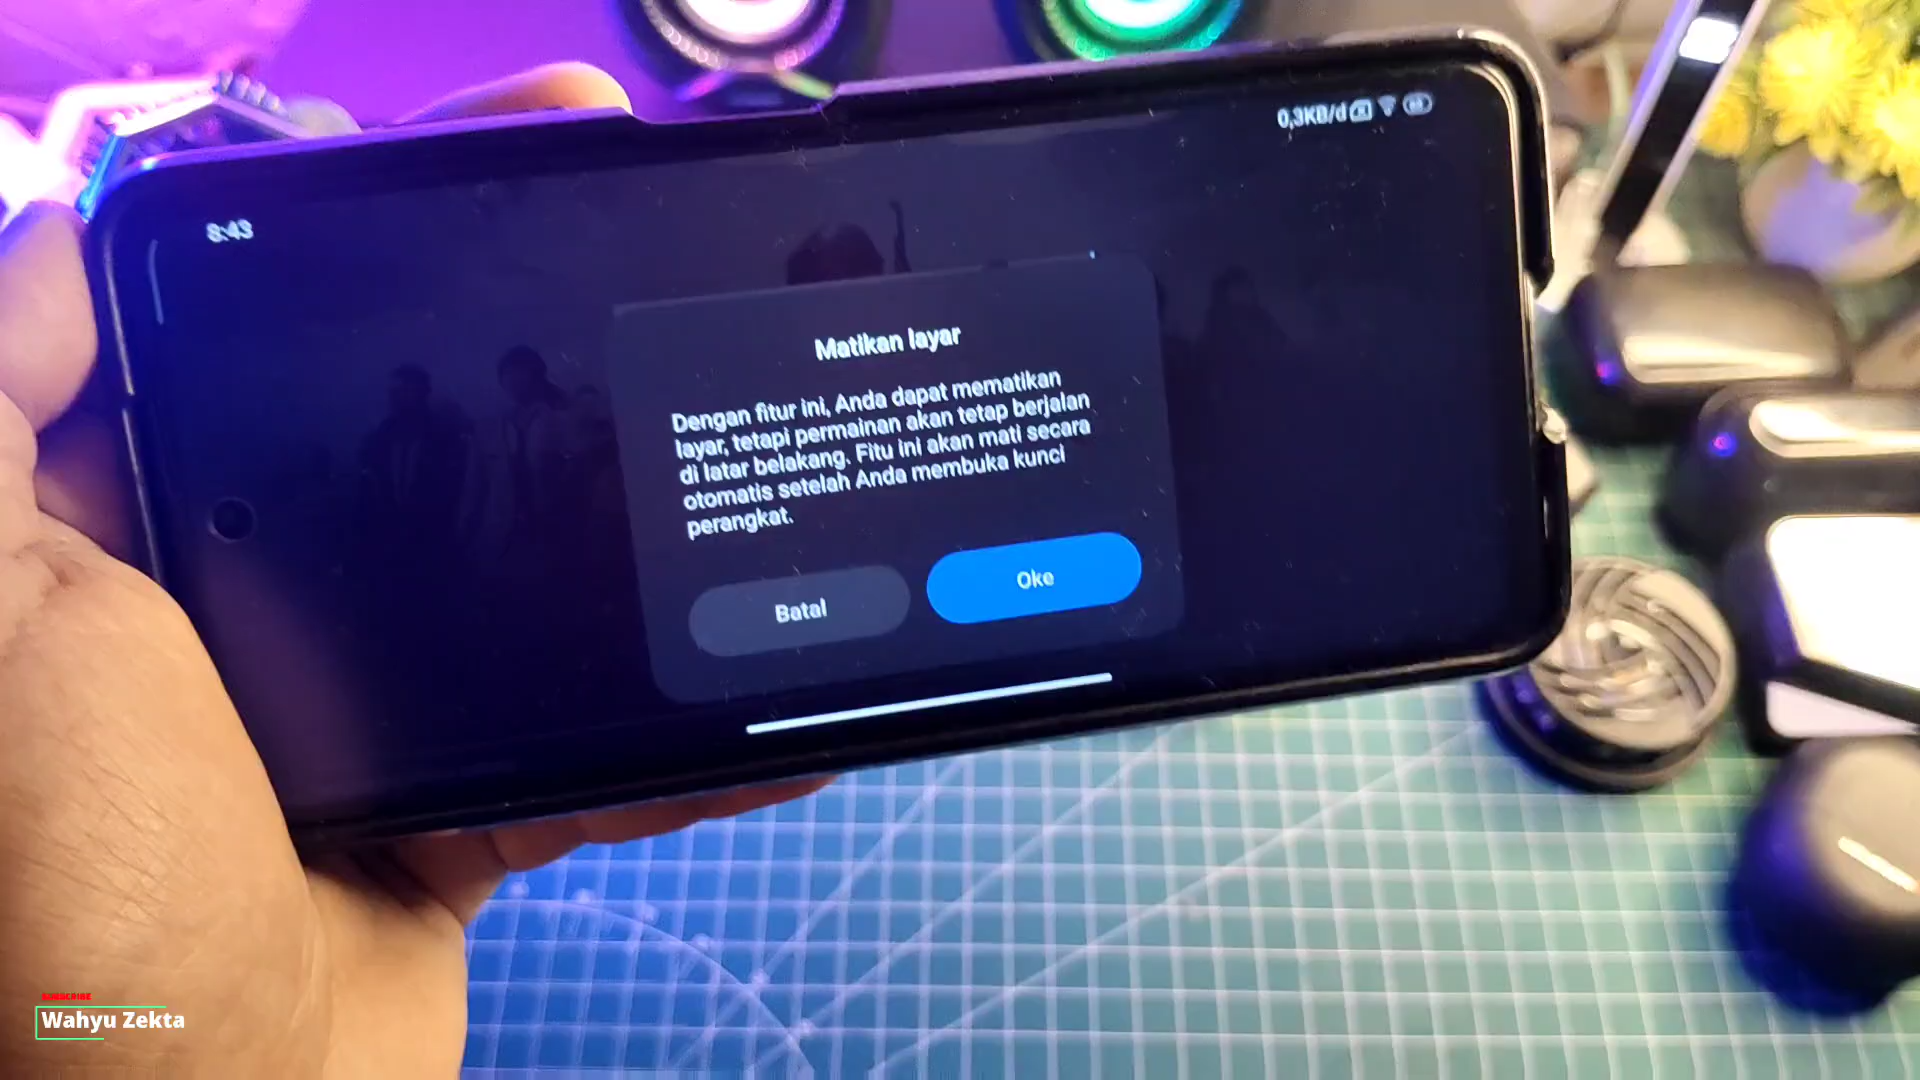 8:43
0,3KB/d
Matikan layar
Dengan fitur ini, Anda dapat mematikan
layar, tetapi permainan akan tetap berjalan
di latar belakang. Fitu ini akan mati secara
otomatis setelah Anda membuka kunci
perangkat.
Batal
Oke
SUBSCRIBE
Wahyu Zekta